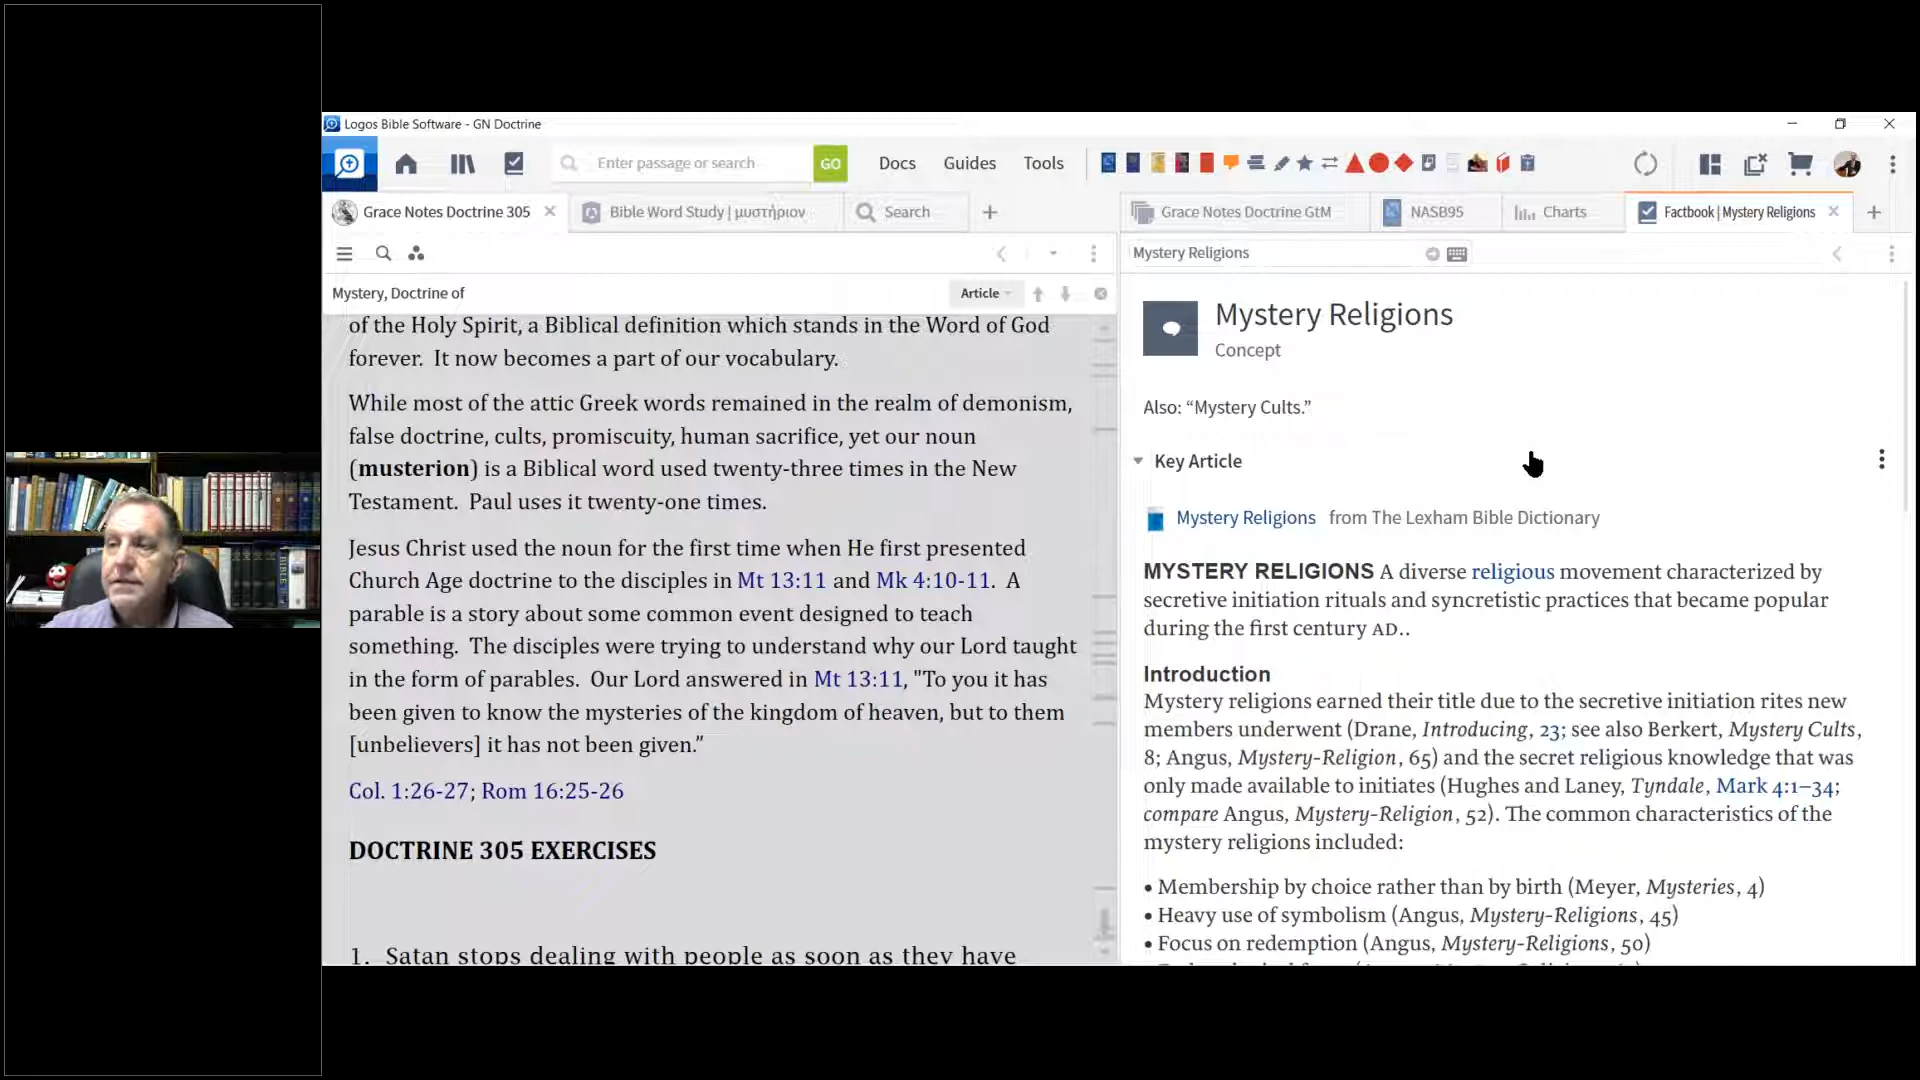 Logos Bible Software - GN Doctrine
Enter passage or search
GO
Docs
Guides
Tools
Grace Notes Doctrine 305
Bible Word Study | μυστήριον
Search
Grace Notes Doctrine GtM
NASB95
Charts
Factbook | Mystery Religions
Mystery, Doctrine of
Article
of the Holy Spirit, a Biblical definition which stands in the Word of God
forever. It now becomes a part of our vocabulary.
While most of the attic Greek words remained in the realm of demonism,
false doctrine, cults, promiscuity, human sacrifice, yet our noun
(musterion) is a Biblical word used twenty-three times in the New
Testament. Paul uses it twenty-one times.
Jesus Christ used the noun for the first time when He first presented
Church Age doctrine to the disciples in Mt 13:11 and Mk 4:10-11. A
parable is a story about some common event designed to teach
something. The disciples were trying to understand why our Lord taught
in the form of parables. Our Lord answered in Mt 13:11, "To you it has
been given to know the mysteries of the kingdom of heaven, but to them
[unbelievers] it has not been given.”
Col. 1:26-27; Rom 16:25-26
DOCTRINE 305 EXERCISES
1. Satan stops dealing with people as soon as they have
Mystery Religions
Mystery Religions
Concept
Also: “Mystery Cults.”
Key Article
Mystery Religions from The Lexham Bible Dictionary
MYSTERY RELIGIONS A diverse religious movement characterized by
secretive initiation rituals and syncretistic practices that became popular
during the first century AD..
Introduction
Mystery religions earned their title due to the secretive initiation rites new
members underwent (Drane, Introducing, 23; see also Berkert, Mystery Cults,
8; Angus, Mystery-Religion, 65) and the secret religious knowledge that was
only made available to initiates (Hughes and Laney, Tyndale, Mark 4:1–34;
compare Angus, Mystery-Religion, 52). The common characteristics of the
mystery religions included:
• Membership by choice rather than by birth (Meyer, Mysteries, 4)
• Heavy use of symbolism (Angus, Mystery-Religions, 45)
• Focus on redemption (Angus, Mystery-Religions, 50)